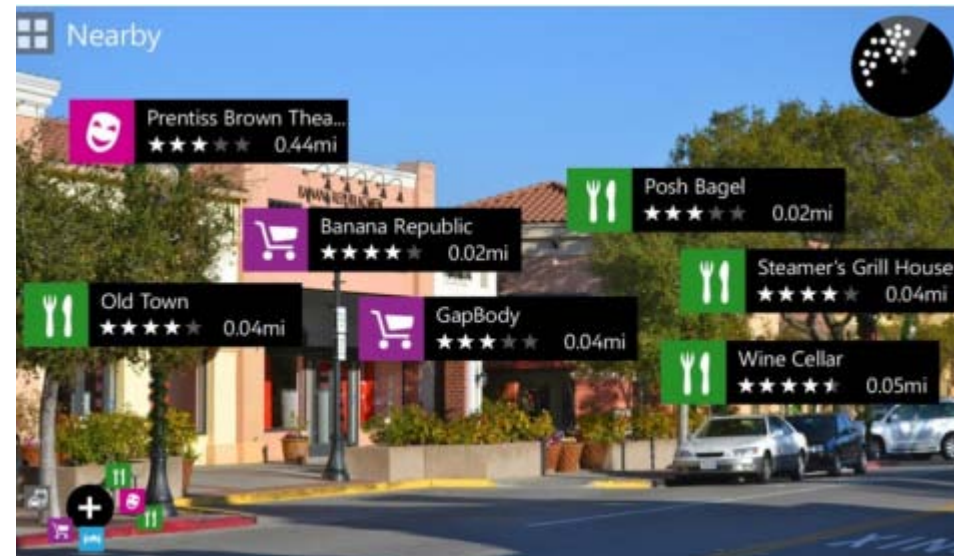 Nearby
Prentiss Brown Thea...
0.44mi
Posh Bagel
0.02mi
Banana Republic
0.02mi
Steamer's Grill House
0.04mi
Old Town
0.04mi
GapBody
0.04mi
Wine Cellar
0.05mi